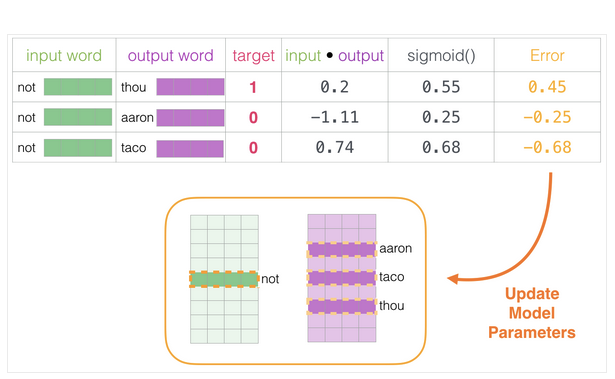 input word output word target input • output sigmoid() Error
not thou 1 0.2 0.55 0.45
not aaron 0 -1.11 0.25 -0.25
not taco 0 0.74 0.68 -0.68
aaron
not taco
thou
Update
Model
Parameters